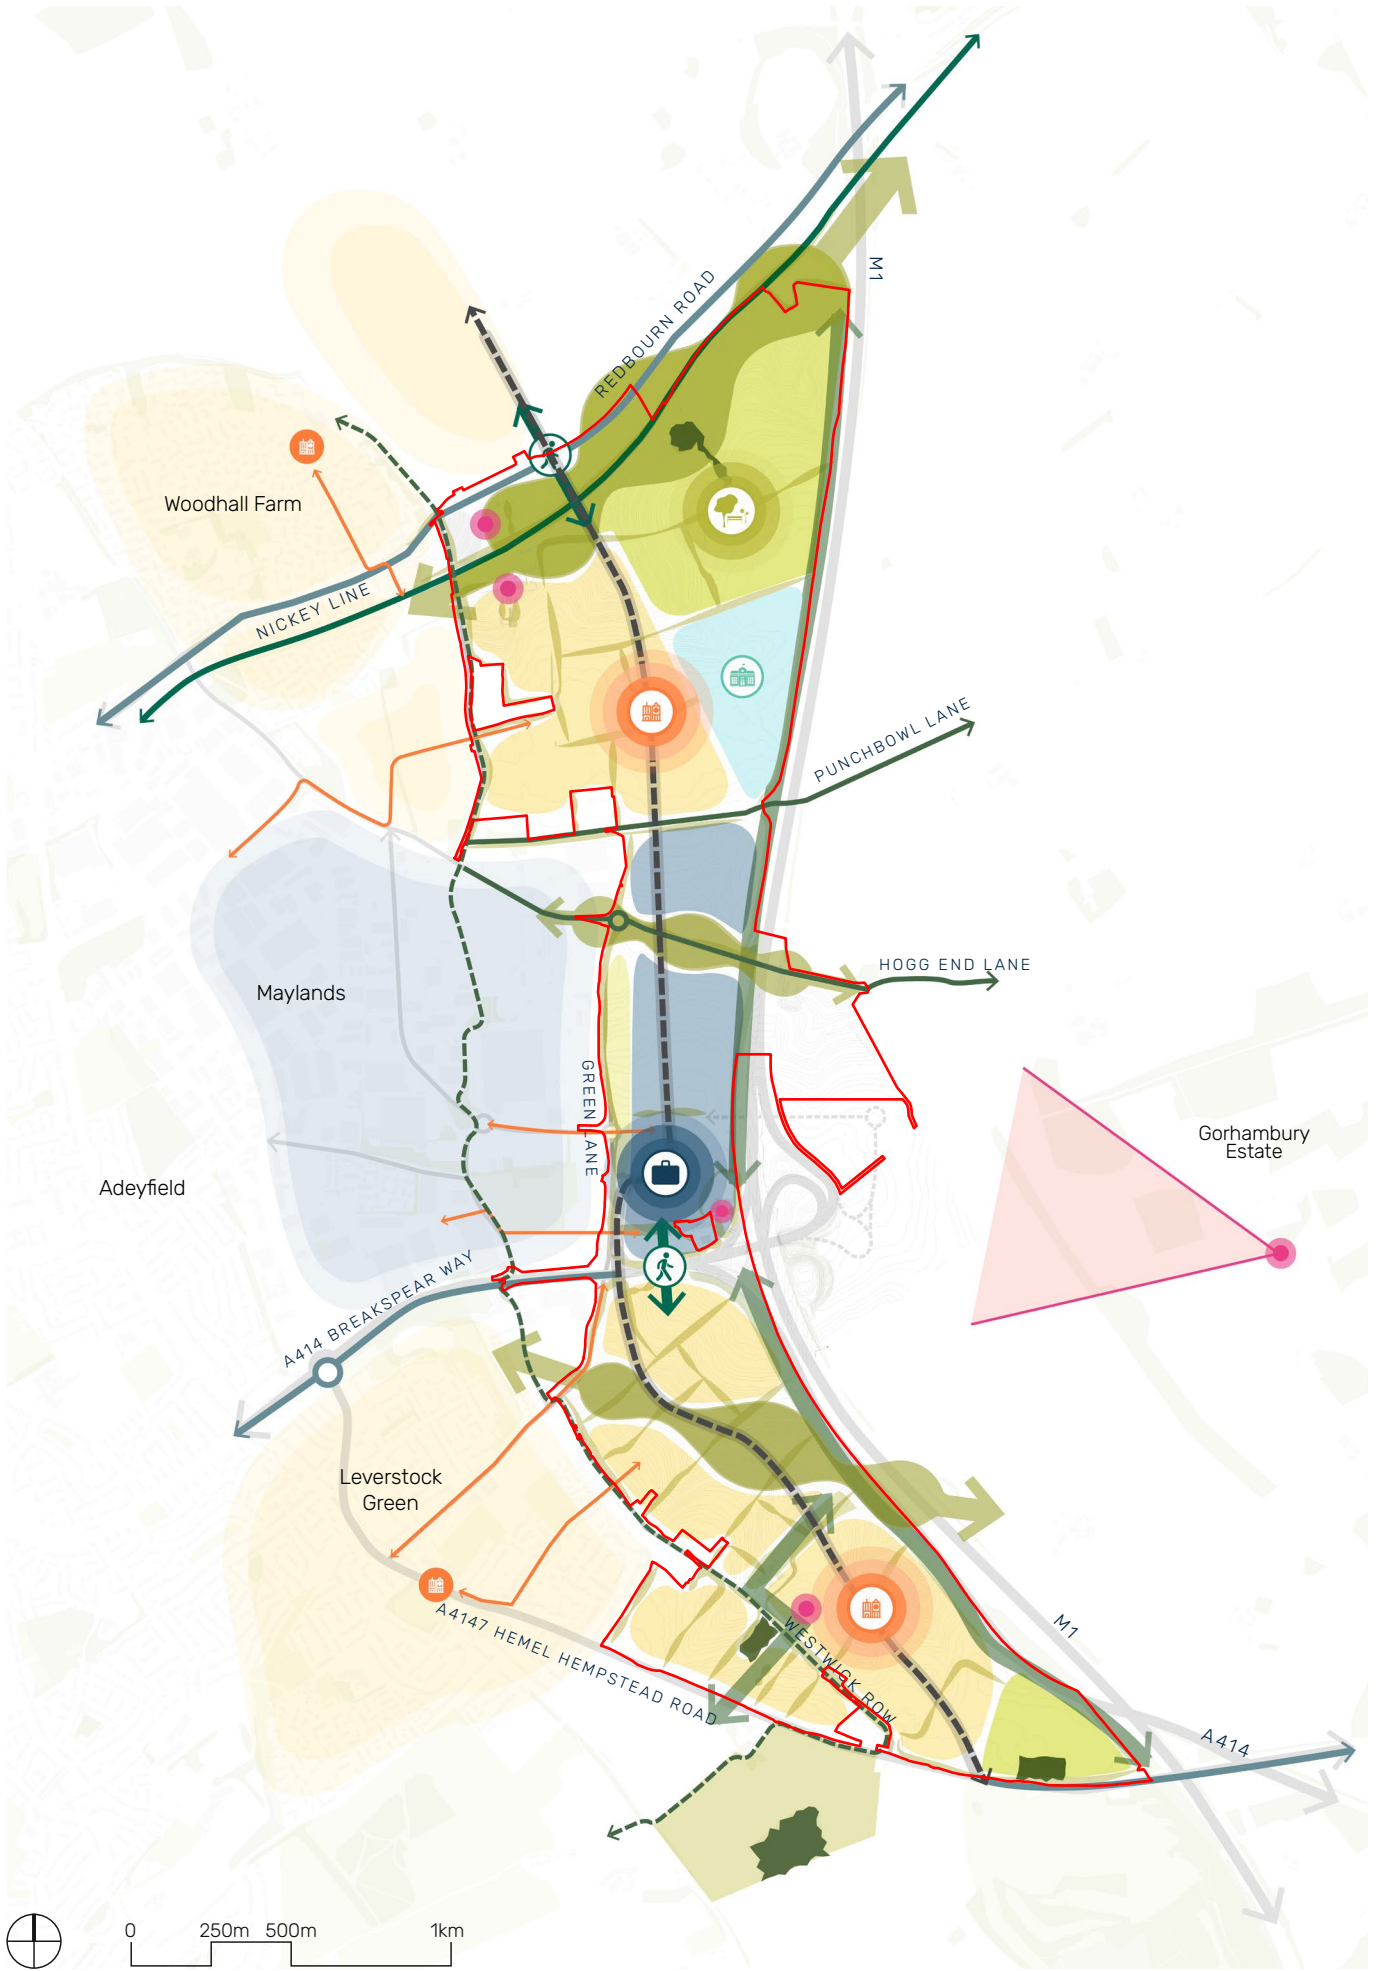 M1
REDBOURN ROAD
Woodhall Farm
NICKEY LINE
PUNCHBOWL LANE
HOGG END LANE
Maylands
GREEN LANE
Gorhambury
Estate
Adeyfield
A414 BREAKSPEAR WAY
Leverstock
Green
A4147 HEMEL HEMPSTEAD ROAD
WESTWICK ROW
M1
A414
0 250m 500m 1km